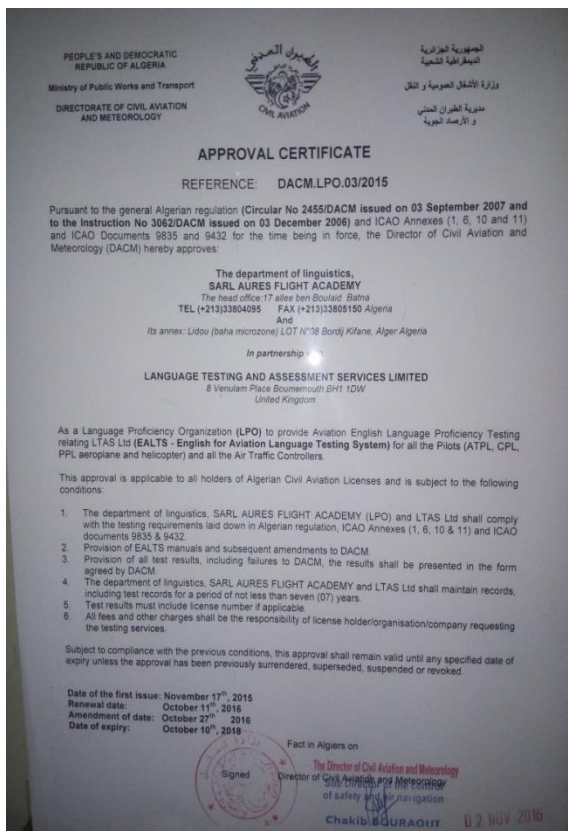 PEOPLE'S AND DEMOCRATIC
REPUBLIC OF ALGERIA
Ministry of Public Works and Transport
DIRECTORATE OF CIVIL AVIATION
AND METEOROLOGY
الطيران المدني
CIVIL AVIATION
الجمهورية الجزائرية
الديمقراطية الشعبية
وزارة الأشغال العمومية و النقل
مديرية الطيران المدني
و الأرصاد الجوية
APPROVAL CERTIFICATE
REFERENCE: DACM.LPO.03/2015
Pursuant to the general Algerian regulation (Circular No 2455/DACM issued on 03 September 2007 and
to the Instruction No 3062/DACM issued on 03 December 2006) and ICAO Annexes (1, 6, 10 and 11)
and ICAO Documents 9835 and 9432 for the time being in force, the Director of Civil Aviation and
Meteorology (DACM) hereby approves:
The department of linguistics,
SARL AURES FLIGHT ACADEMY
The head office:17 allee ben Boulaid Batna
TEL (+213)33804095 FAX (+213)33805150 Algeria
And
Its annex: Lidou (baha microzone) LOT N°08 Bordj Kifane, Alger Algeria
In partnership
LANGUAGE TESTING AND ASSESSMENT SERVICES LIMITED
8 Venulam Place Bournemouth BH1 1DW
United Kingdom
As a Language Proficiency Organization (LPO) to provide Aviation English Language Proficiency Testing
relating LTAS Ltd (EALTS - English for Aviation Language Testing System) for all the Pilots (ATPL, CPL,
PPL aeroplane and helicopter) and all the Air Traffic Controllers.
This approval is applicable to all holders of Algerian Civil Aviation Licenses and is subject to the following
conditions:
1. The department of linguistics, SARL AURES FLIGHT ACADEMY (LPO) and LTAS Ltd shall comply
with the testing requirements laid down in Algerian regulation, ICAO Annexes (1, 6, 10 & 11) and ICAO
documents 9835 & 9432.
2. Provision of EALTS manuals and subsequent amendments to DACM.
3. Provision of all test results, including failures to DACM, the results shall be presented in the form
agreed by DACM.
4. The department of linguistics, SARL AURES FLIGHT ACADEMY and LTAS Ltd shall maintain records,
including test records for a period of not less than seven (07) years.
5. Test results must include license number if applicable.
6 All fees and other charges shall be the responsibility of license holder/organisation/company requesting
the testing services.
Subject to compliance with the previous conditions, this approval shall remain valid until any specified date of
expiry unless the approval has been previously surrendered, superseded, suspended or revoked.
Date of the first issue: November 17th, 2015
Renewal date: October 11th, 2016
Amendment of date: October 27th 2016
Date of expiry: October 10th, 2018
Fact in Algiers on
Signed
Director of Civil Aviation and Meteorology
The Director of Civil Aviation and Meteorology
Sub Director of the control
of safety and air navigation
Chakib BOURAOUT
02 NOV 2016